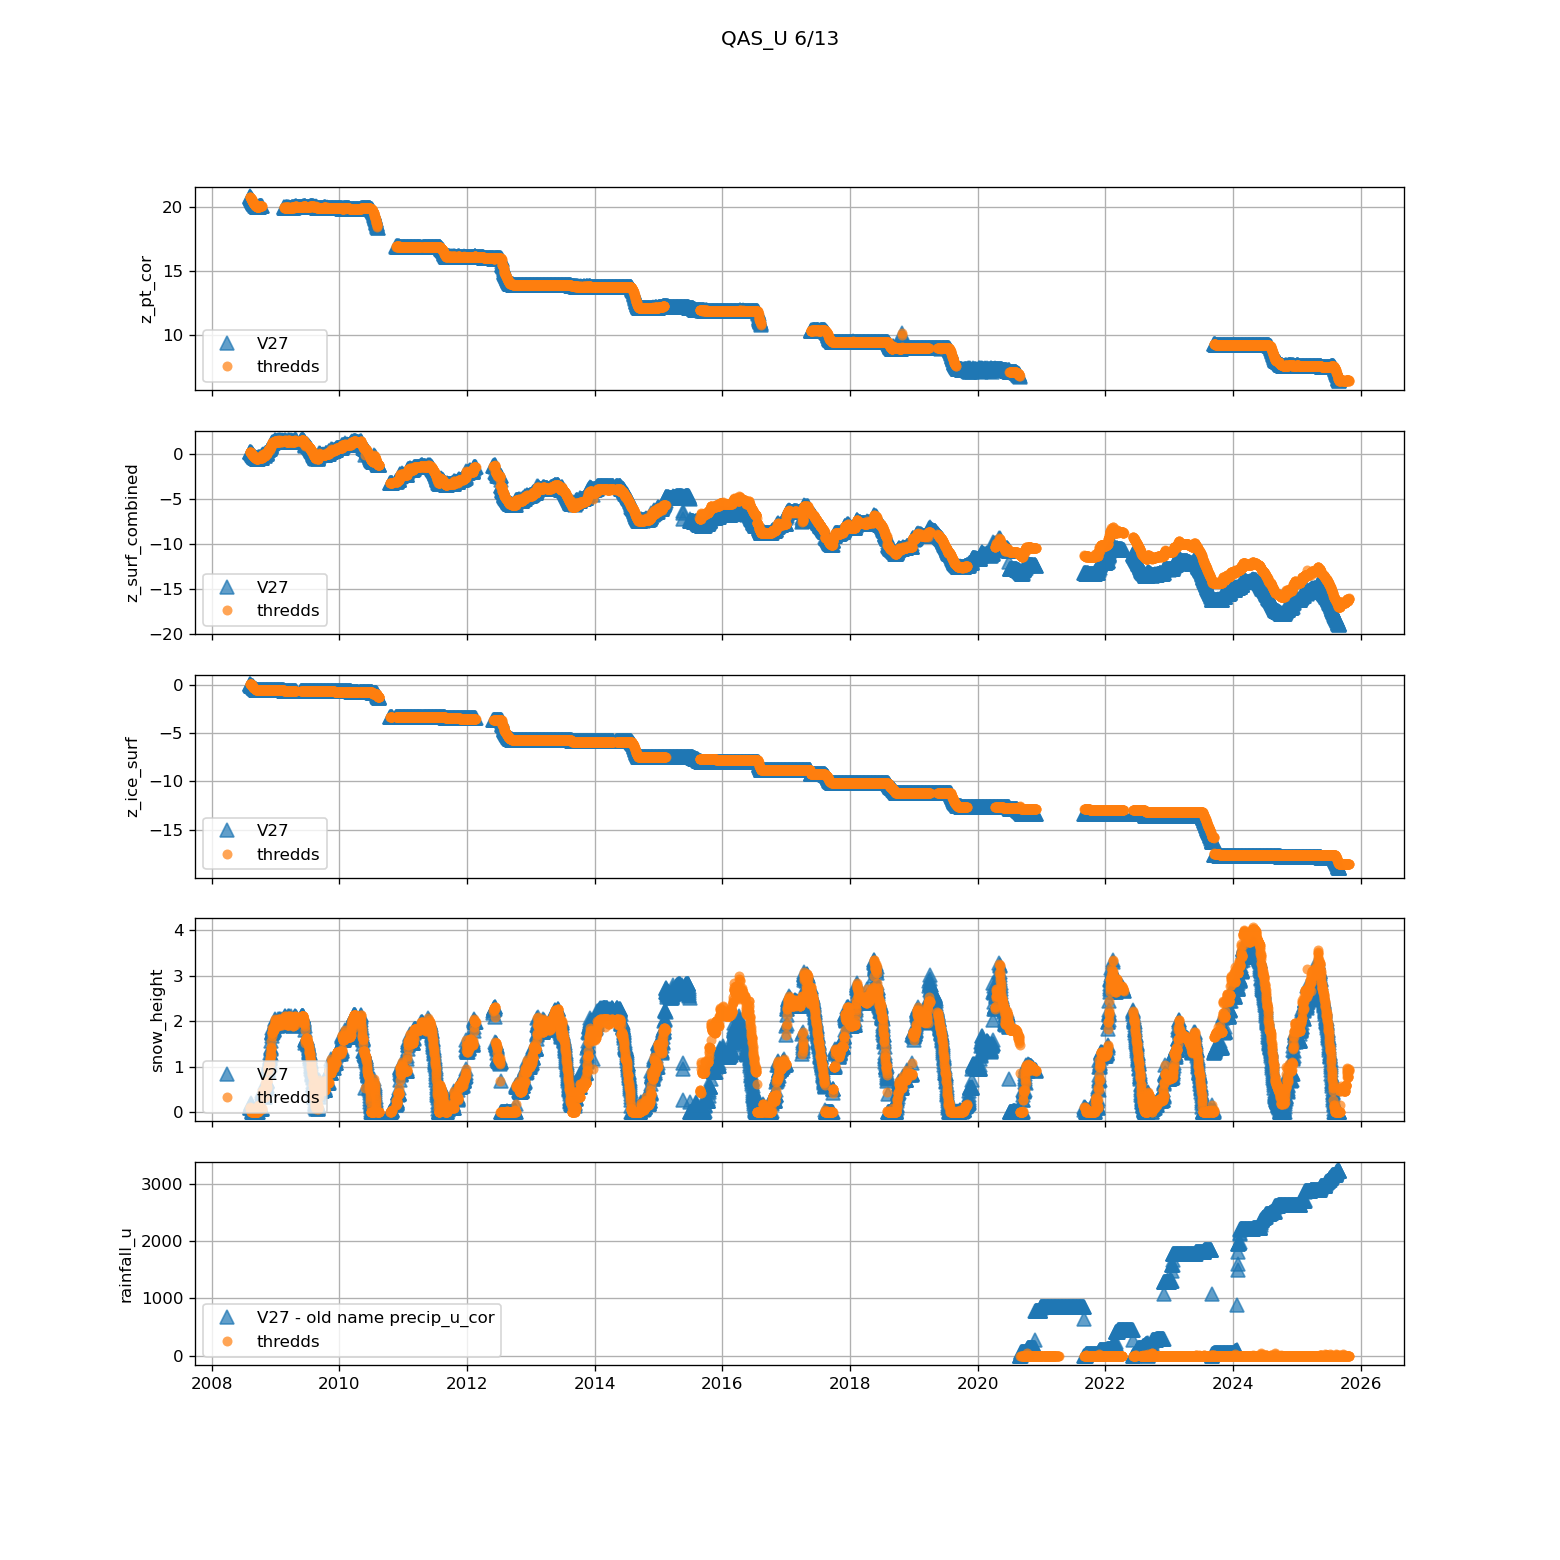 QAS_U 6/13
z_pt_cor
20
15
10
V27
thredds
z_surf_combined
0
−5
−10
−15
−20
V27
thredds
z_ice_surf
0
−5
−10
−15
V27
thredds
snow_height
4
3
2
1
0
V27
thredds
rainfall_u
3000
2000
1000
0
V27 - old name precip_u_cor
thredds
2008 2010 2012 2014 2016 2018 2020 2022 2024 2026